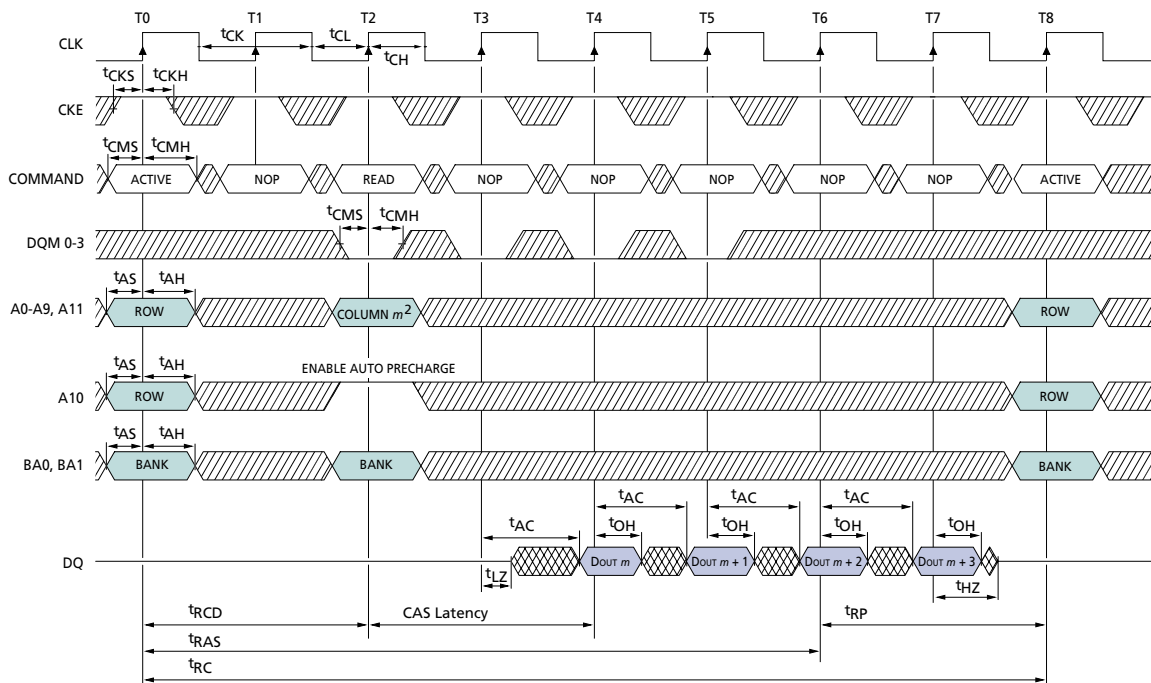 T0 T1 T2 T3 T4 T5 T6 T7 T8
CLK
tCK tCL
tCH
tCKS tCKH
CKE
tCMS tCMH
COMMAND ACTIVE NOP READ NOP NOP NOP NOP NOP ACTIVE
tCMS tCMH
DQM 0-3
tAS tAH
A0-A9, A11 ROW COLUMN m2 ROW
ENABLE AUTO PRECHARGE
tAS tAH
A10 ROW ROW
tAS tAH
BA0, BA1 BANK BANK BANK
tAC tAC tAC tAC
tOH tOH tOH tOH
DQ DOUT m DOUT m + 1 DOUT m + 2 DOUT m + 3
tLZ tHZ
tRCD CAS Latency tRP
tRAS
tRC